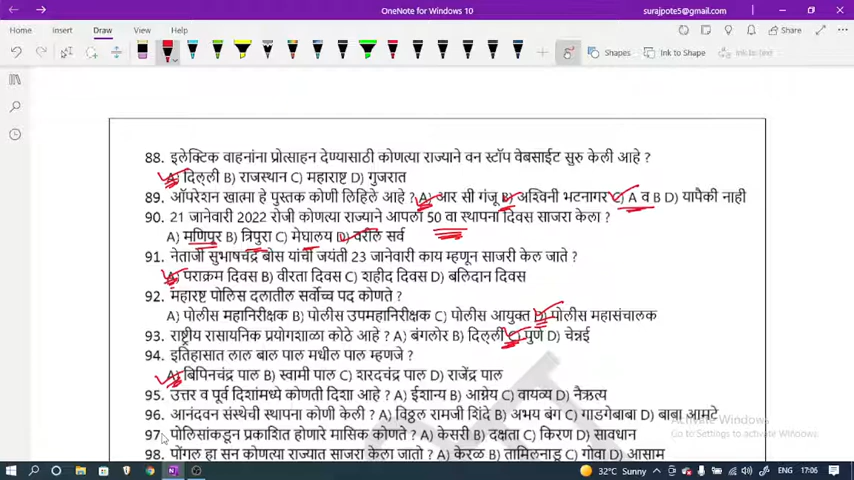 OneNote for Windows 10
surajpote5@gmail.com
Home Insert Draw View Help
Share
Shapes Ink to Shape Ink to Text
88. इलेक्टिक वाहनांना प्रोत्साहन देण्यासाठी कोणत्या राज्याने वन स्टॉप वेबसाईट सुरु केली आहे ?
A) दिल्ली B) राजस्थान C) महाराष्ट D) गुजरात
89. ऑपरेशन खात्मा हे पुस्तक कोणी लिहिले आहे ? A) आर सी गंजू B) अश्विनी भटनागर C) A व B D) यापैकी नाही
90. 21 जानेवारी 2022 रोजी कोणत्या राज्याने आपला 50 वा स्थापना दिवस साजरा केला ?
A) मणिपूर B) त्रिपुरा C) मेघालय D) वरील सर्व
91. नेताजी सुभाषचंद्र बोस यांची जयंती 23 जानेवारी काय म्हणून साजरी केल जाते ?
A) पराक्रम दिवस B) वीरता दिवस C) शहीद दिवस D) बलिदान दिवस
92. महाराष्ट पोलिस दलातील सर्वोच्च पद कोणते ?
A) पोलीस महानिरीक्षक B) पोलीस उपमहानिरीक्षक C) पोलीस आयुक्त D) पोलीस महासंचालक
93. राष्ट्रीय रासायनिक प्रयोगशाळा कोठे आहे ? A) बंगलोर B) दिल्ली C) पुणे D) चेन्नई
94. इतिहासात लाल बाल पाल मधील पाल म्हणजे ?
A) बिपिनचंद्र पाल B) स्वामी पाल C) शरदचंद्र पाल D) राजेंद्र पाल
95. उत्तर व पूर्व दिशांमध्ये कोणती दिशा आहे ? A) ईशान्य B) आग्नेय C) वायव्य D) नैऋत्य
96. आनंदवन संस्थेची स्थापना कोणी केली ? A) विठ्ठल रामजी शिंदे B) अभय बंग C) गाडगेबाबा D) बाबा आमटे
Activate Windows
97. पोलिसांकडून प्रकाशित होणारे मासिक कोणते ? A) केसरी B) दक्षता C) किरण D) सावधान
Go to Settings to activate Windows.
98. पोंगल हा सन कोणत्या राज्यात साजरा केला जातो ? A) केरळ B) तामिलनाडू C) गोवा D) आसाम
32°C Sunny ENG 17:06